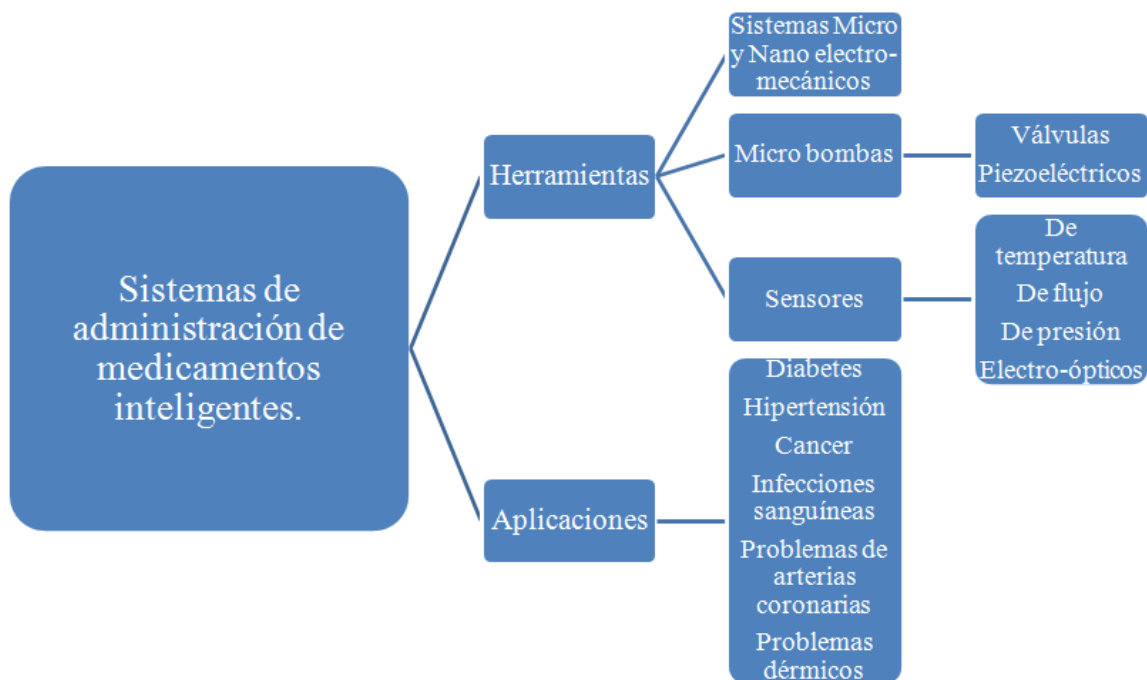 Sistemas de
administración de
medicamentos
inteligentes.
Herramientas
Sistemas Micro
y Nano electro-
mecánicos
Micro bombas
Válvulas
Piezoeléctricos
Sensores
De
temperatura
De flujo
De presión
Electro-ópticos
Aplicaciones
Diabetes
Hipertensión
Cancer
Infecciones
sanguíneas
Problemas de
arterias
coronarias
Problemas
dérmicos